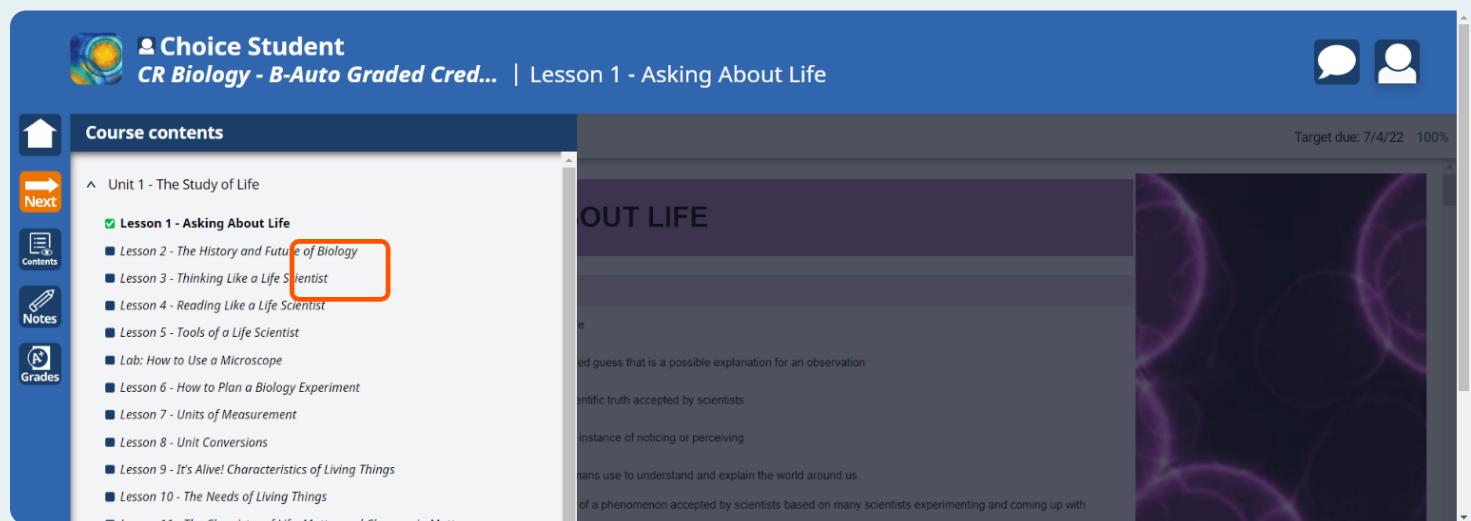 Choice Student
CR Biology - B-Auto Graded Cred... | Lesson 1 - Asking About Life
Course contents
Target due: 7/4/22 100%
Next
Contents
Notes
Grades
Unit 1 - The Study of Life
Lesson 1 - Asking About Life
Lesson 2 - The History and Future of Biology
Lesson 3 - Thinking Like a Life Scientist
Lesson 4 - Reading Like a Life Scientist
Lesson 5 - Tools of a Life Scientist
Lab: How to Use a Microscope
Lesson 6 - How to Plan a Biology Experiment
Lesson 7 - Units of Measurement
Lesson 8 - Unit Conversions
Lesson 9 - It's Alive! Characteristics of Living Things
Lesson 10 - The Needs of Living Things
OUT LIFE
ed guess that is a possible explanation for an observation
entific truth accepted by scientists
instance of noticing or perceiving
mans use to understand and explain the world around us
of a phenomenon accepted by scientists based on many scientists experimenting and coming up with